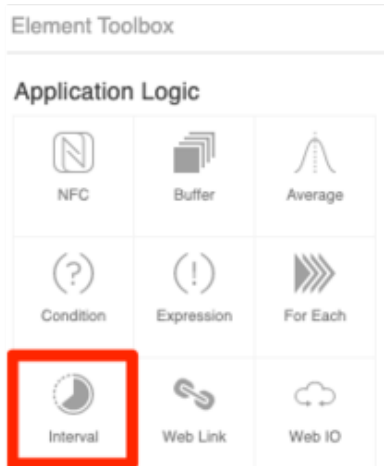 Element Toolbox
Application Logic
NFC Buffer Average
Condition Expression For Each
Interval Web Link Web IO